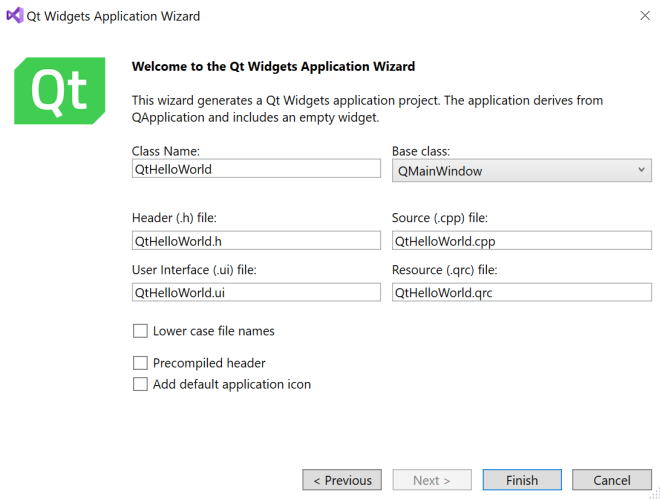 Qt Widgets Application Wizard
Qt
Welcome to the Qt Widgets Application Wizard
This wizard generates a Qt Widgets application project. The application derives from
QApplication and includes an empty widget.
Class Name:
QtHelloWorld
Base class:
QMainWindow
Header (.h) file:
QtHelloWorld.h
Source (.cpp) file:
QtHelloWorld.cpp
User Interface (.ui) file:
QtHelloWorld.ui
Resource (.qrc) file:
QtHelloWorld.qrc
Lower case file names
Precompiled header
Add default application icon
< Previous
Next >
Finish
Cancel